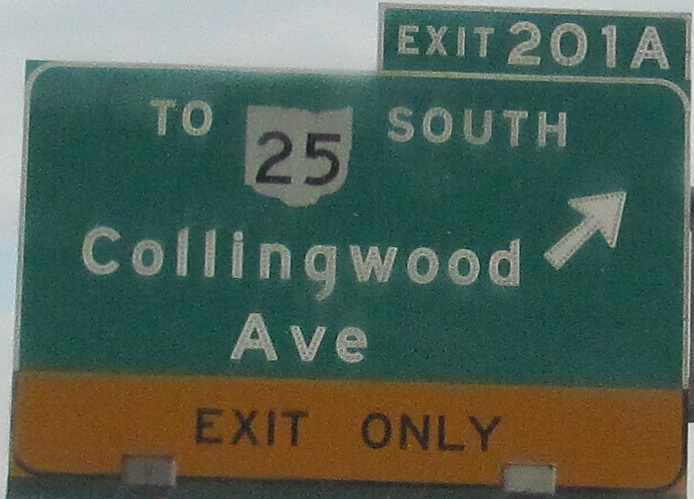 EXIT 201A
TO 25 SOUTH
Collingwood
Ave
EXIT ONLY